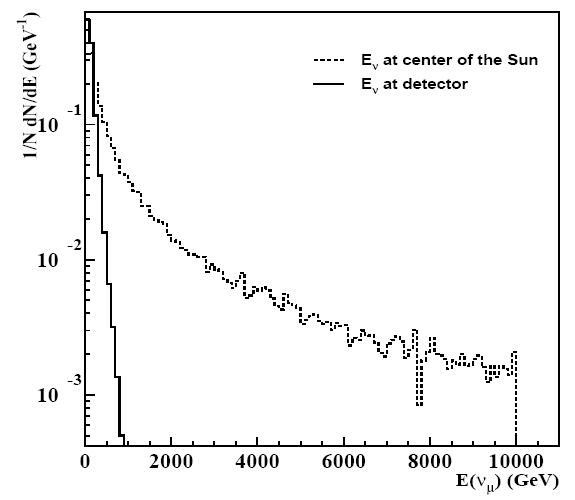 1/N dN/dE (GeV⁻¹)
E_ν at center of the Sun
E_ν at detector
10⁻¹
10⁻²
10⁻³
0 2000 4000 6000 8000 10000
E(ν_μ) (GeV)